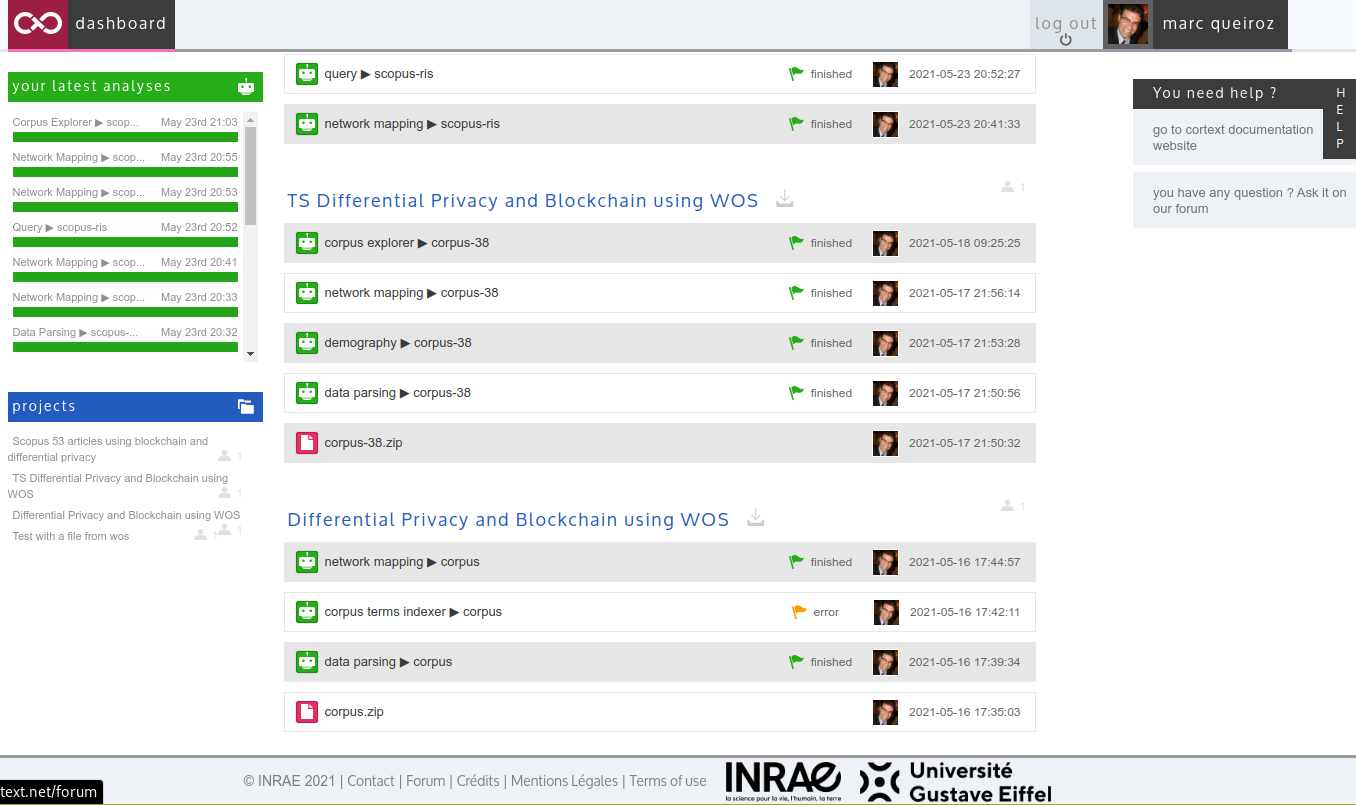 dashboard
log out
marc queiroz
your latest analyses
Corpus Explorer ▶ scop... May 23rd 21:03
Network Mapping ▶ scop... May 23rd 20:55
Network Mapping ▶ scop... May 23rd 20:53
Query ▶ scopus-ris May 23rd 20:52
Network Mapping ▶ scop... May 23rd 20:41
Network Mapping ▶ scop... May 23rd 20:33
Data Parsing ▶ scopus-... May 23rd 20:32
projects
Scopus 53 articles using blockchain and
differential privacy 1
TS Differential Privacy and Blockchain using
WOS 1
Differential Privacy and Blockchain using WOS
1
Test with a file from wos 1
query ▶ scopus-ris finished 2021-05-23 20:52:27
network mapping ▶ scopus-ris finished 2021-05-23 20:41:33
1
TS Differential Privacy and Blockchain using WOS
corpus explorer ▶ corpus-38 finished 2021-05-18 09:25:25
network mapping ▶ corpus-38 finished 2021-05-17 21:56:14
demography ▶ corpus-38 finished 2021-05-17 21:53:28
data parsing ▶ corpus-38 finished 2021-05-17 21:50:56
corpus-38.zip 2021-05-17 21:50:32
1
Differential Privacy and Blockchain using WOS
network mapping ▶ corpus finished 2021-05-16 17:44:57
corpus terms indexer ▶ corpus error 2021-05-16 17:42:11
data parsing ▶ corpus finished 2021-05-16 17:39:34
corpus.zip 2021-05-16 17:35:03
You need help ?
HELP
go to cortext documentation
website
you have any question ? Ask it on
our forum
text.net/forum
© INRAE 2021 | Contact | Forum | Crédits | Mentions Légales | Terms of use
INRAE
la science pour la vie, l'humain, la terre
Université
Gustave Eiffel